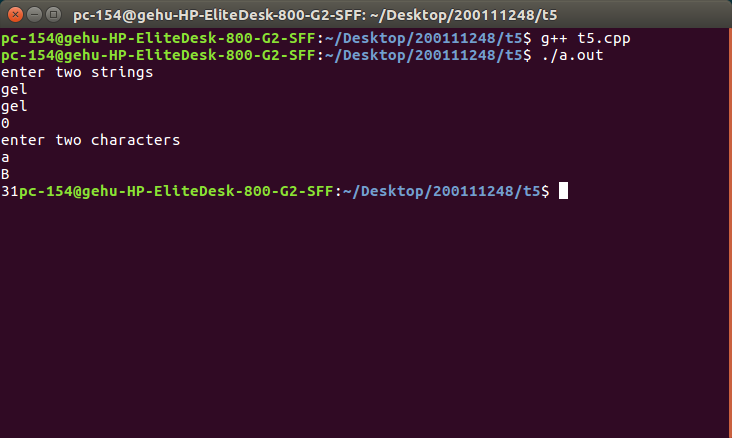 pc-154@gehu-HP-EliteDesk-800-G2-SFF: ~/Desktop/200111248/t5
pc-154@gehu-HP-EliteDesk-800-G2-SFF:~/Desktop/200111248/t5$ g++ t5.cpp
pc-154@gehu-HP-EliteDesk-800-G2-SFF:~/Desktop/200111248/t5$ ./a.out
enter two strings
gel
gel
0
enter two characters
a
B
31pc-154@gehu-HP-EliteDesk-800-G2-SFF:~/Desktop/200111248/t5$